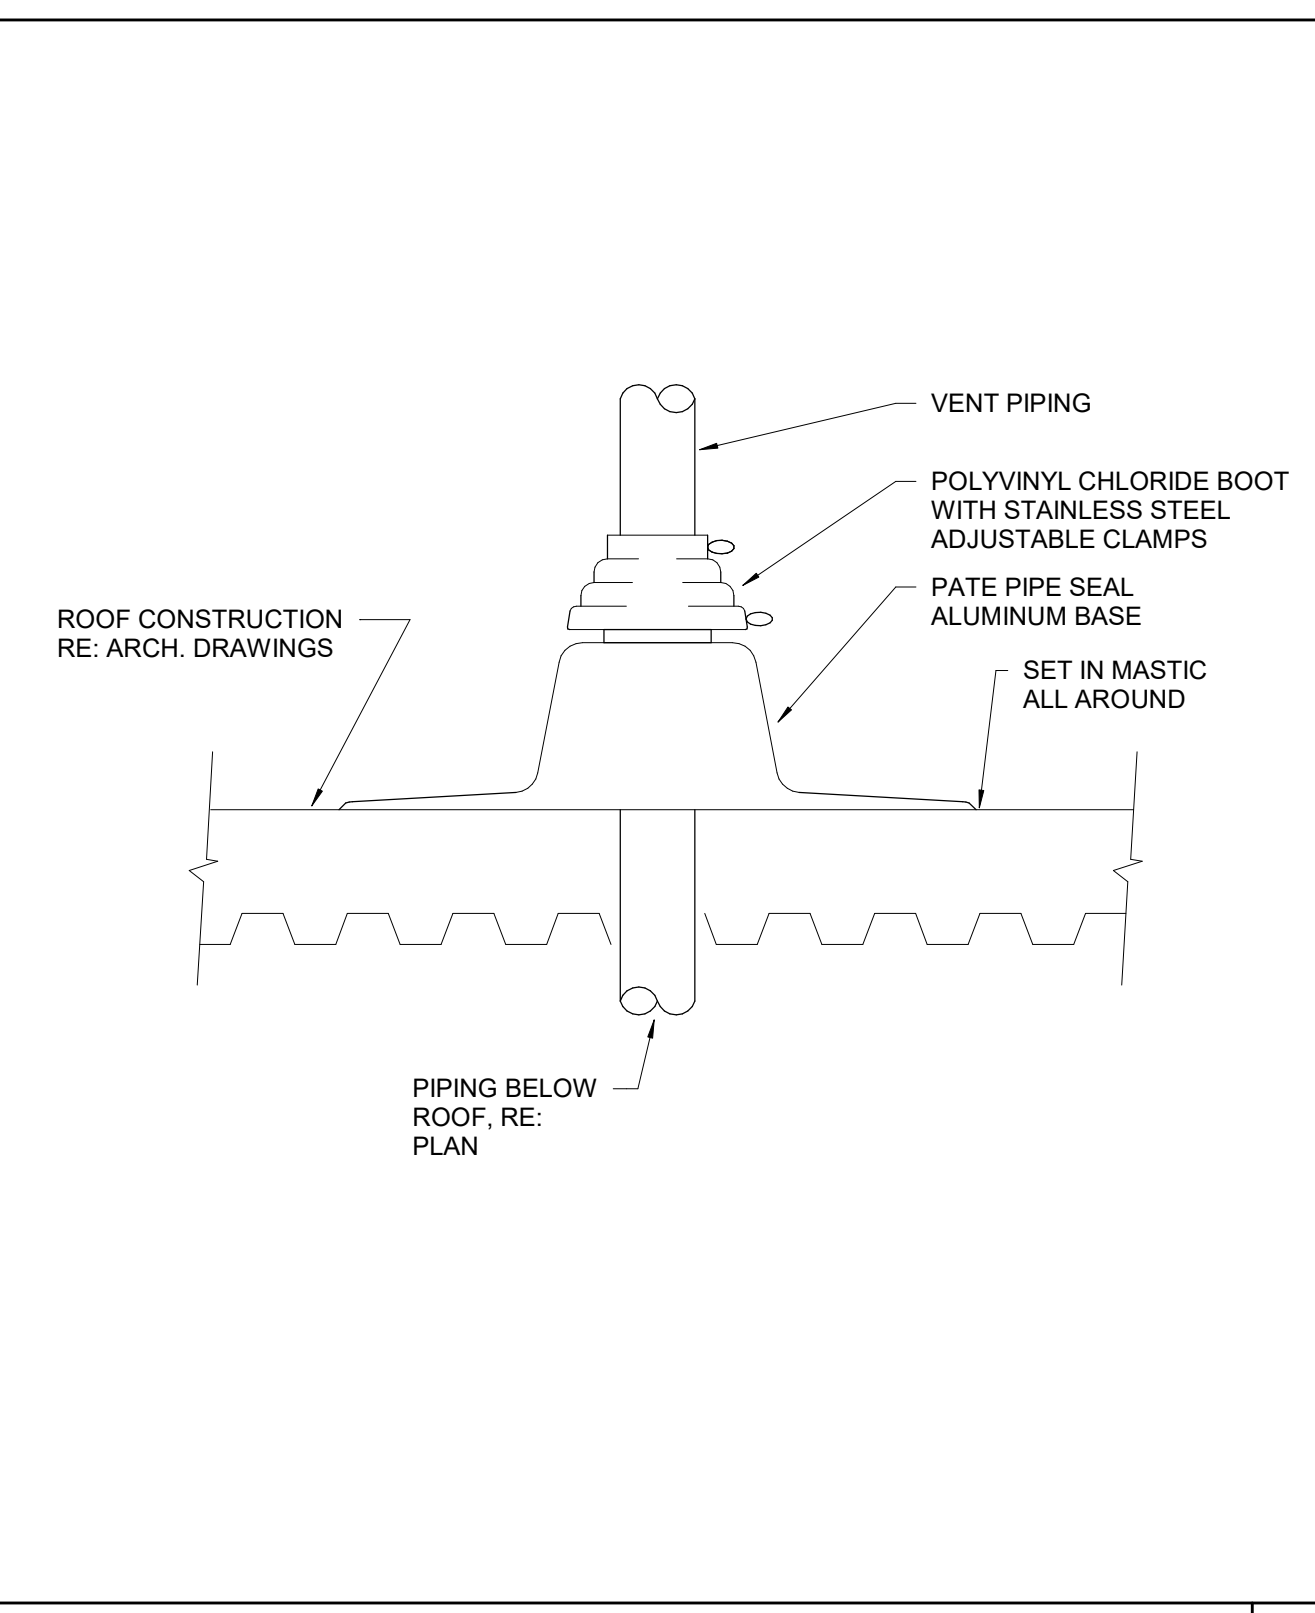 VENT PIPING
POLYVINYL CHLORIDE BOOT
WITH STAINLESS STEEL
ADJUSTABLE CLAMPS
PATE PIPE SEAL
ALUMINUM BASE
ROOF CONSTRUCTION
RE: ARCH. DRAWINGS
SET IN MASTIC
ALL AROUND
PIPING BELOW
ROOF, RE:
PLAN